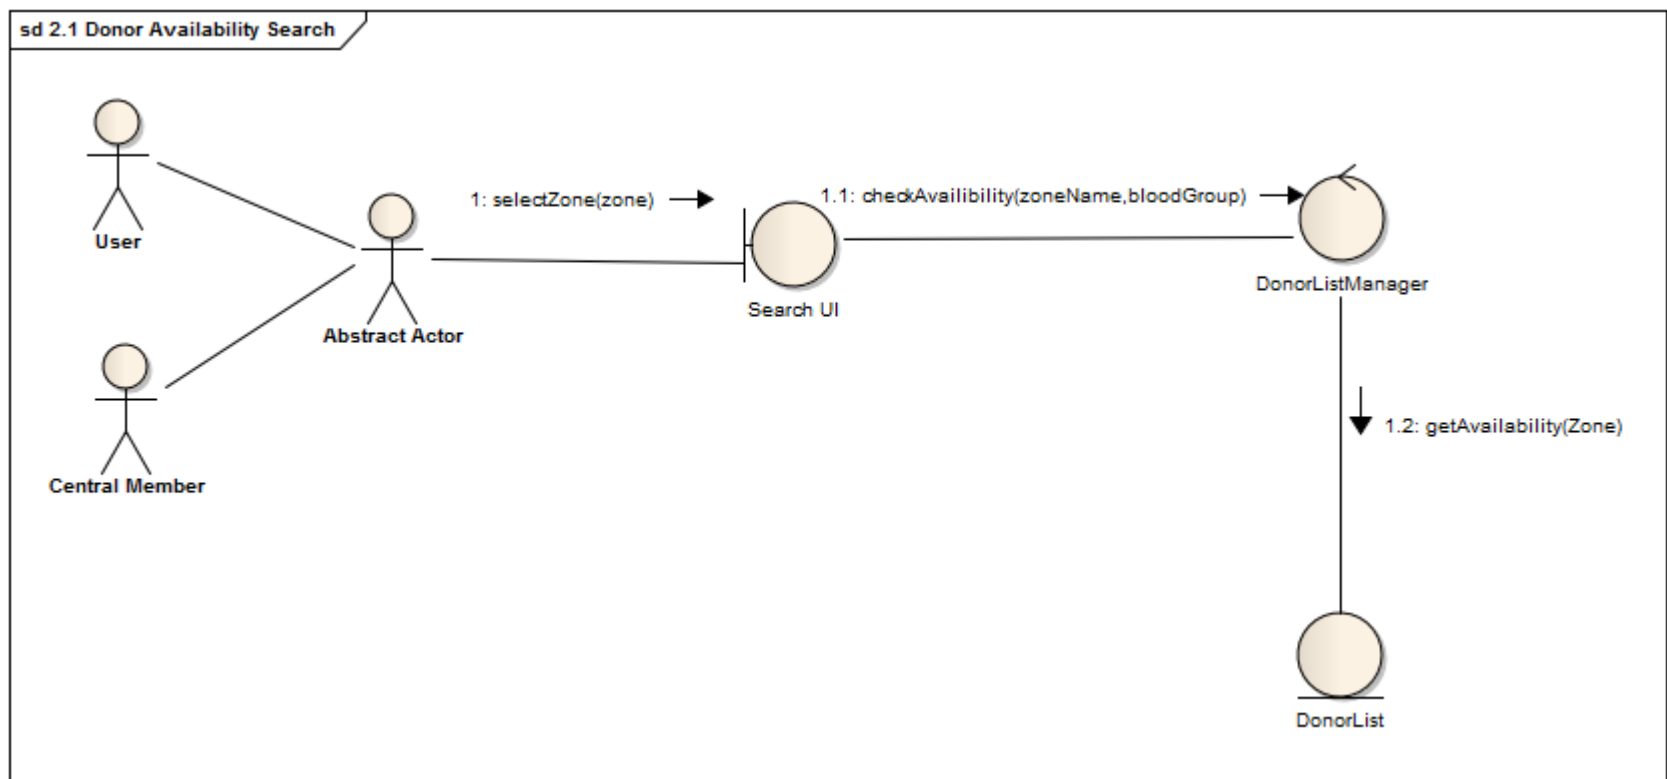 sd 2.1 Donor Availability Search
User
1: selectZone(zone)
1.1: checkAvailibility(zoneName,bloodGroup)
DonorListManager
Search UI
Abstract Actor
1.2: getAvailability(Zone)
Central Member
DonorList